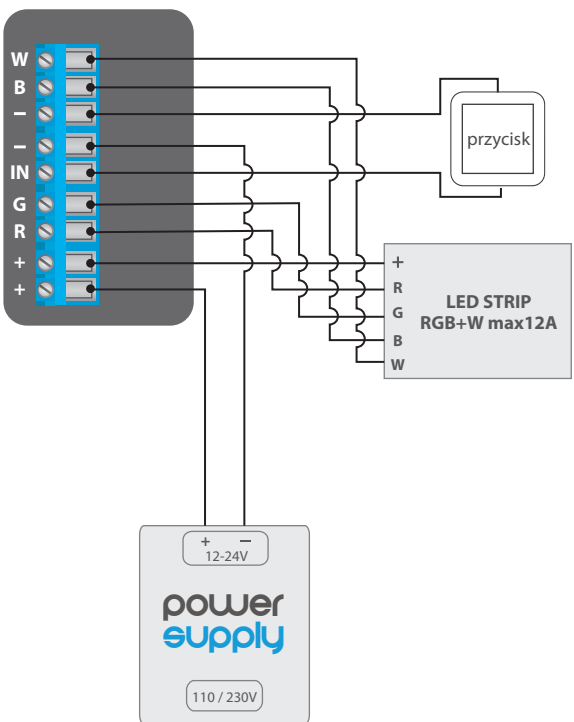 W
B
–
–
IN
G
R
+
+
przycisk
+
R
G
B
W
LED STRIP
RGB+W max12A
+ –
12-24V
power
supply
110 / 230V